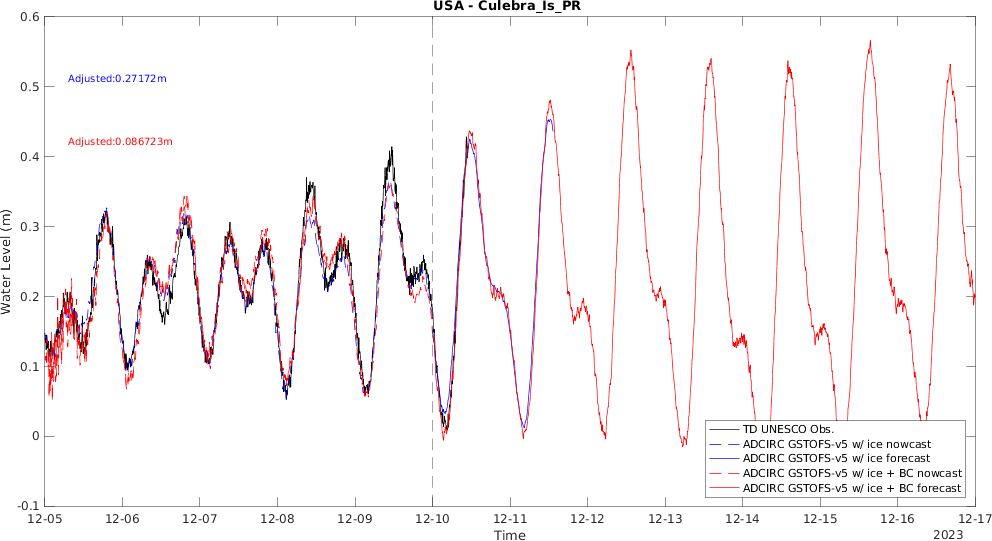 USA - Culebra_Is_PR
0.6
0.5
0.4
0.3
0.2
0.1
0
-0.1
Water Level (m)
Adjusted:0.27172m
Adjusted:0.086723m
TD UNESCO Obs.
ADCIRC GSTOFS-v5 w/ ice nowcast
ADCIRC GSTOFS-v5 w/ ice forecast
ADCIRC GSTOFS-v5 w/ ice + BC nowcast
ADCIRC GSTOFS-v5 w/ ice + BC forecast
12-05 12-06 12-07 12-08 12-09 12-10 12-11 12-12 12-13 12-14 12-15 12-16 12-17
Time
2023